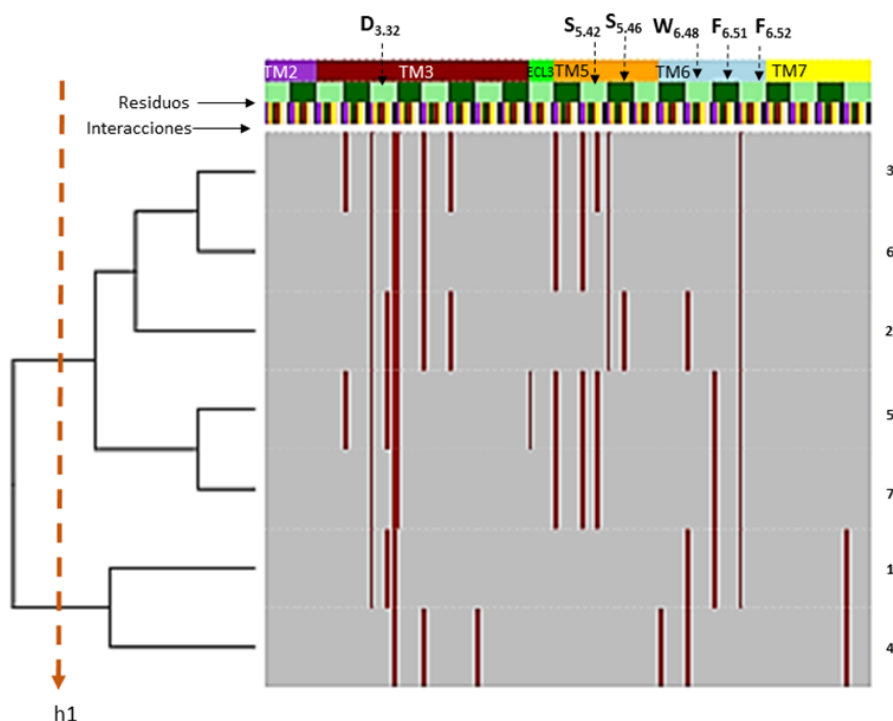 D3.32 S5.42 S5.46 W6.48 F6.51 F6.52
TM2 TM3 ECL3 TM5 TM6 TM7
Residuos
Interacciones
3
6
2
5
7
1
4
h1